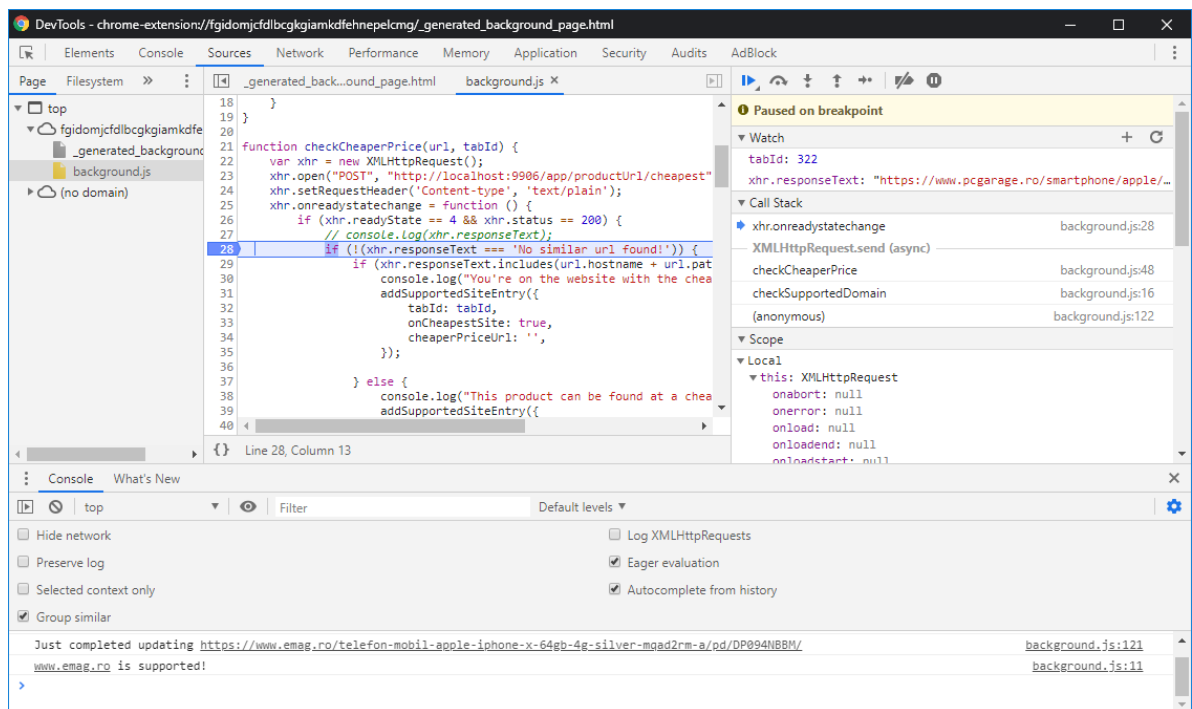 DevTools - chrome-extension://fgidomjcfdlbcgkgiamkdfehnepelcmg/_generated_background_page.html
Elements Console Sources Network Performance Memory Application Security Audits AdBlock
Page Filesystem »
_generated_back...ound_page.html background.js ×
top
fgidomjcfdlbcgkgiamkdfe
_generated_background
background.js
(no domain)
18 }
19 }
20
21 function checkCheaperPrice(url, tabId) {
22 var xhr = new XMLHttpRequest();
23 xhr.open("POST", "http://localhost:9906/app/productUrl/cheapest"
24 xhr.setRequestHeader('Content-type', 'text/plain');
25 xhr.onreadystatechange = function () {
26 if (xhr.readyState == 4 && xhr.status == 200) {
27 // console.log(xhr.responseText);
28 if (!(xhr.responseText === 'No similar url found!')) {
29 if (xhr.responseText.includes(url.hostname + url.pat
30 console.log("You're on the website with the chea
31 addSupportedSiteEntry({
32 tabId: tabId,
33 onCheapestSite: true,
34 cheaperPriceUrl: '',
35 });
36
37 } else {
38 console.log("This product can be found at a chea
39 addSupportedSiteEntry({
40
{} Line 28, Column 13
Paused on breakpoint
Watch
tabId: 322
xhr.responseText: "https://www.pcgarage.ro/smartphone/apple/…
Call Stack
xhr.onreadystatechange background.js:28
XMLHttpRequest.send (async)
checkCheaperPrice background.js:48
checkSupportedDomain background.js:16
(anonymous) background.js:122
Scope
Local
this: XMLHttpRequest
onabort: null
onerror: null
onload: null
onloadend: null
onloadstart: null
Console What's New
top Filter Default levels
Hide network Log XMLHttpRequests
Preserve log Eager evaluation
Selected context only Autocomplete from history
Group similar
Just completed updating https://www.emag.ro/telefon-mobil-apple-iphone-x-64gb-4g-silver-mqad2rm-a/pd/DP094NBBM/ background.js:121
www.emag.ro is supported! background.js:11
>